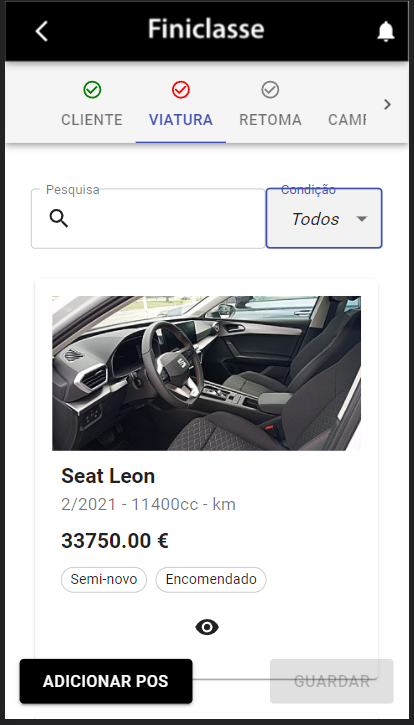 Finiclasse
CLIENTE VIATURA RETOMA
Pesquisa Condição
Todos
Seat Leon
2/2021 - 11400cc - km
33750.00 €
Semi-novo Encomendado
ADICIONAR POS GUARDAR